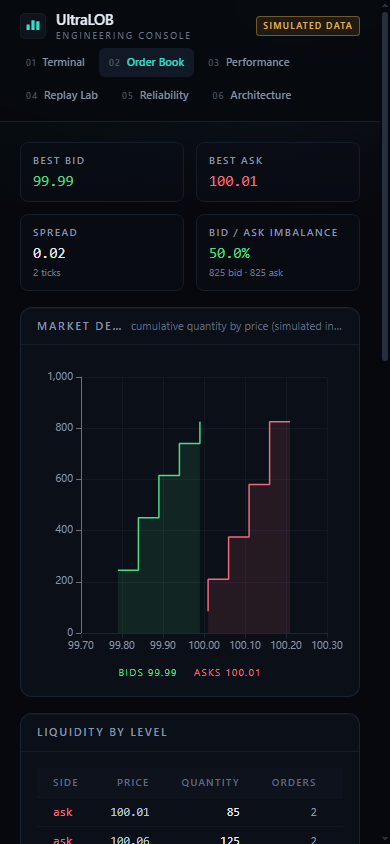 UltraLOB
ENGINEERING CONSOLE
SIMULATED DATA
01 Terminal 02 Order Book 03 Performance
04 Replay Lab 05 Reliability 06 Architecture
BEST BID
99.99
BEST ASK
100.01
SPREAD
0.02
2 ticks
BID / ASK IMBALANCE
50.0%
825 bid · 825 ask
MARKET DE… cumulative quantity by price (simulated in…
1,000
800
600
400
200
0
99.70 99.80 99.90 100.00 100.10 100.20 100.30
BIDS 99.99 ASKS 100.01
LIQUIDITY BY LEVEL
SIDE PRICE QUANTITY ORDERS
ask 100.01 85 2
ask 100.06 125 2